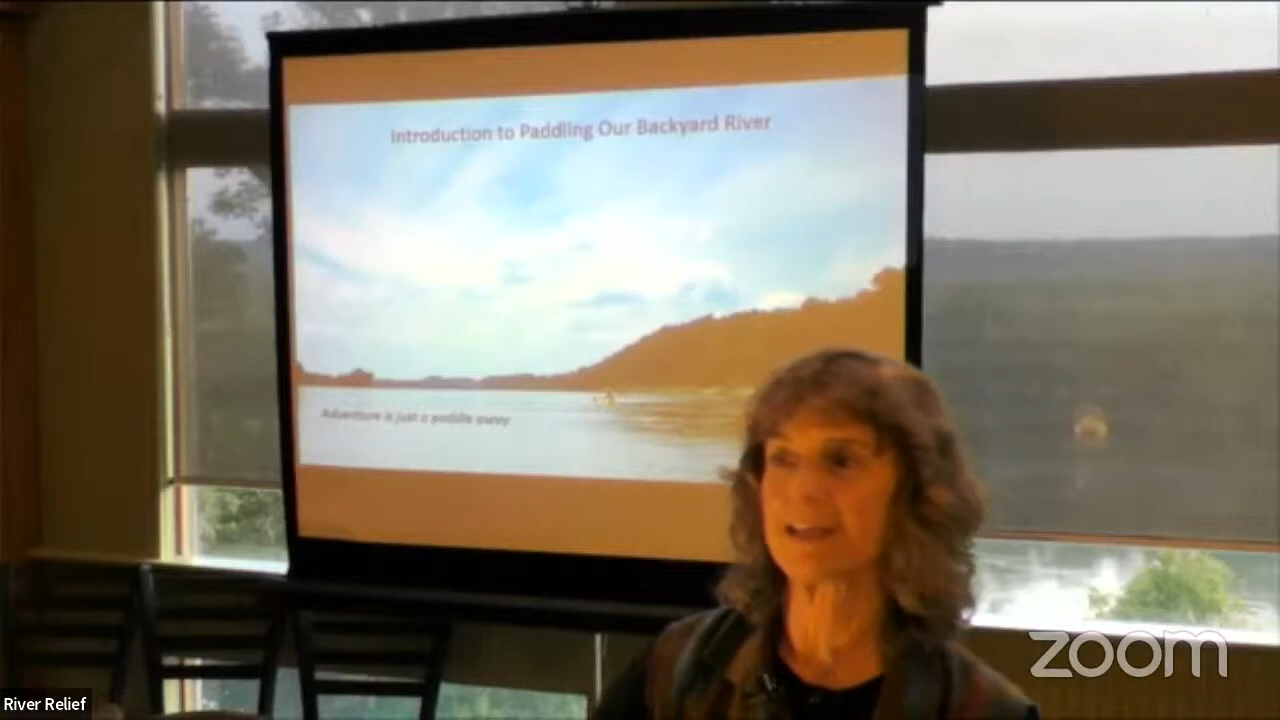 Introduction to Paddling Our Backyard River
Adventure is just a paddle away
zoom
River Relief